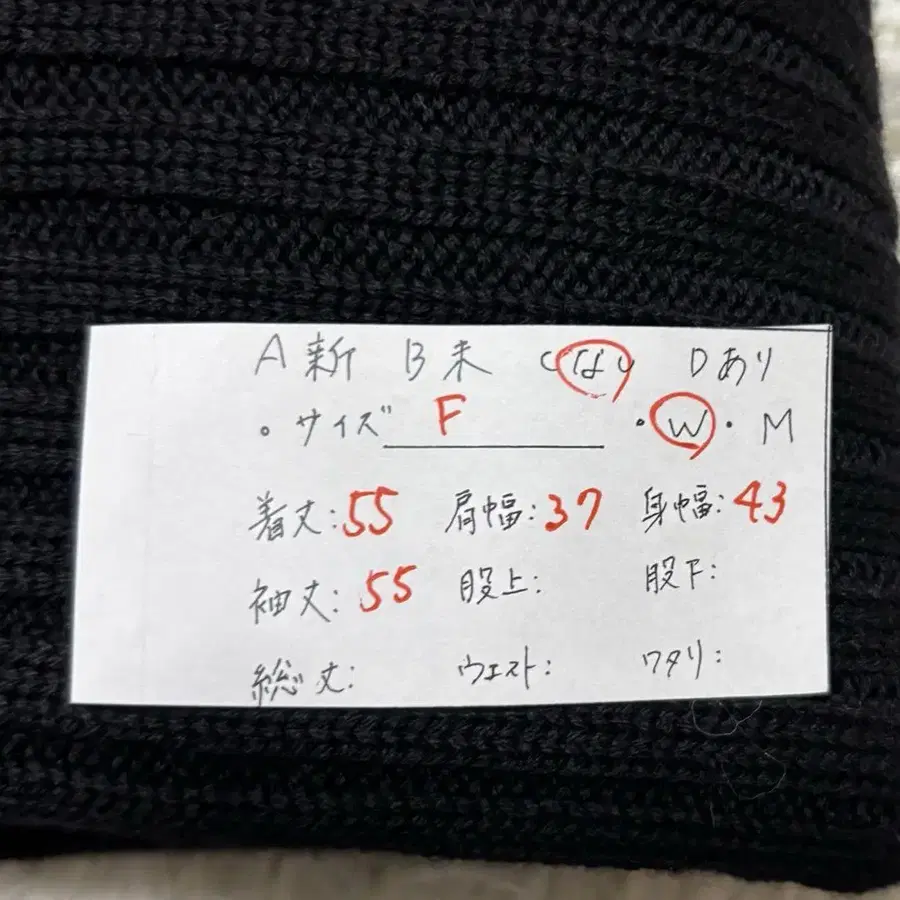 A新 B未 Cなし Dあり
・サイズ F ・W・M
着丈:55 肩幅:37 身幅:43
袖丈:55 股上: 股下:
総丈: ウエスト: ワタリ: